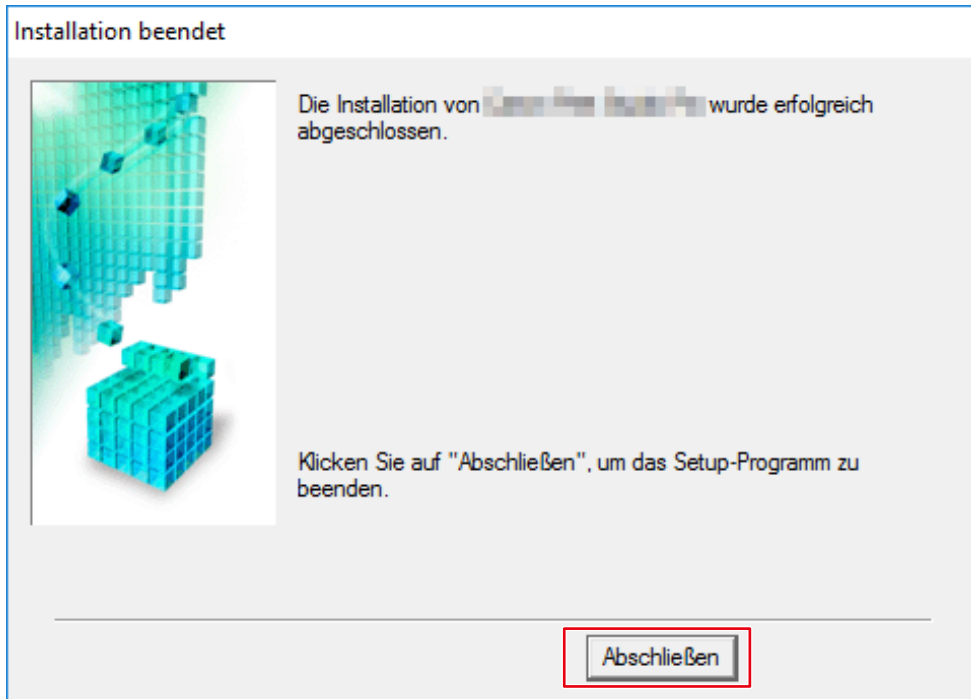 Installation beendet
Die Installation von wurde erfolgreich
abgeschlossen.
Klicken Sie auf "Abschließen", um das Setup-Programm zu
beenden.
Abschließen